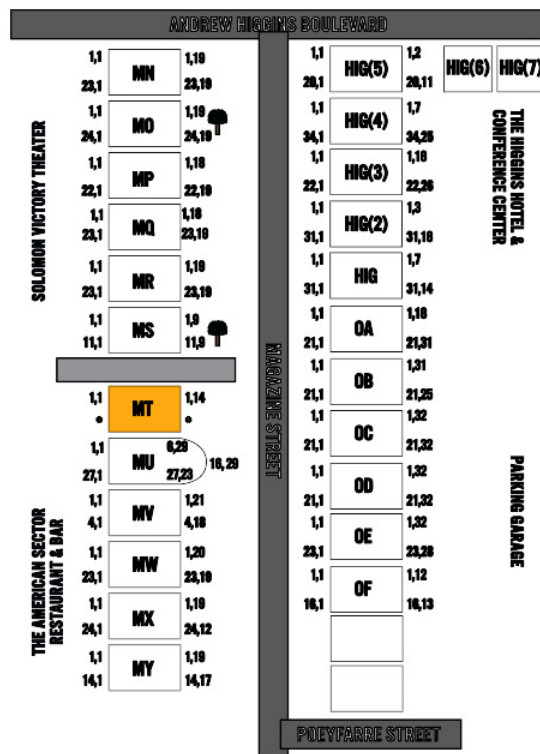 ANDREW HIGGINS BOULEVARD
SOLOMON VICTORY THEATER
1,1 MN 1,19
23,1 23,19
1,1 MO 1,19
24,1 24,19
1,1 MP 1,18
22,1 22,19
1,1 MQ 1,18
23,1 23,19
1,1 MR 1,19
23,1 23,19
1,1 MS 1,9
11,1 11,9
THE AMERICAN SECTOR
RESTAURANT & BAR
1,1 MT 1,14
1,1 MU 6,29
27,1 27,23 16,29
1,1 MV 1,21
4,1 4,18
1,1 MW 1,20
23,1 23,19
1,1 MX 1,19
24,1 24,12
1,1 MY 1,19
14,1 14,17
MAGAZINE STREET
1,1 HIG(5) 1,2
20,1 20,11
HIG(6) HIG(7)
1,1 HIG(4) 1,7
34,1 34,25
1,1 HIG(3) 1,18
22,1 22,26
1,1 HIG(2) 1,3
31,1 31,16
1,1 HIG 1,7
31,1 31,14
1,1 OA 1,18
21,1 21,31
1,1 OB 1,31
21,1 21,25
1,1 OC 1,32
21,1 21,32
1,1 OD 1,32
21,1 21,32
1,1 OE 1,32
23,1 23,28
1,1 OF 1,12
16,1 16,13
THE HIGGINS HOTEL &
CONFERENCE CENTER
PARKING GARAGE
POEYFARRE STREET